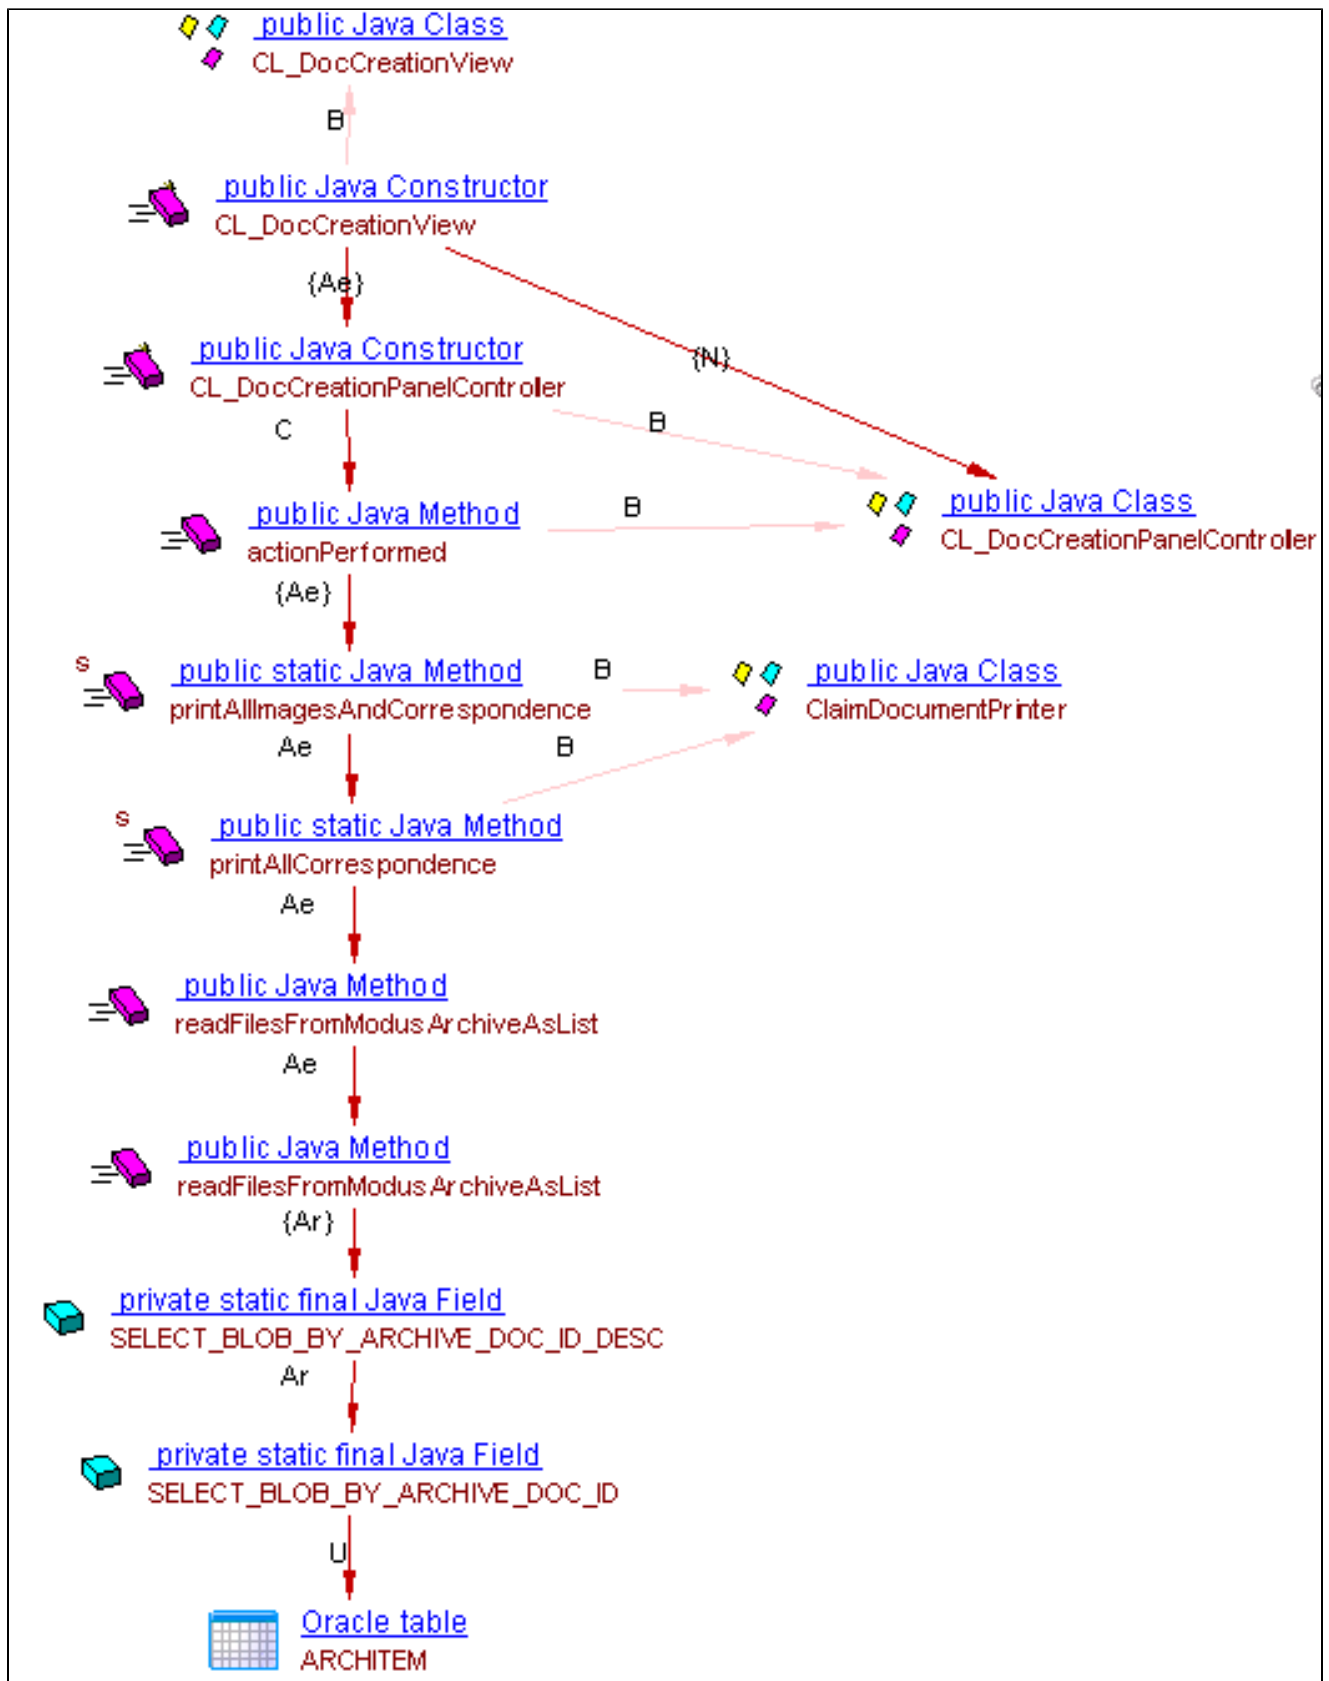 public Java Class
CL_DocCreationView
B
public Java Constructor
CL_DocCreationView
{Ae}
{N}
public Java Constructor
CL_DocCreationPanelControler
C
B
public Java Method
actionPerformed
B
public Java Class
CL_DocCreationPanelControler
{Ae}
s
public static Java Method
printAllImagesAndCorrespondence
B
public Java Class
ClaimDocumentPrinter
Ae
B
s
public static Java Method
printAllCorrespondence
Ae
public Java Method
readFilesFromModusArchiveAsList
Ae
public Java Method
readFilesFromModusArchiveAsList
{Ar}
private static final Java Field
SELECT_BLOB_BY_ARCHIVE_DOC_ID_DESC
Ar
private static final Java Field
SELECT_BLOB_BY_ARCHIVE_DOC_ID
U
Oracle table
ARCHITEM